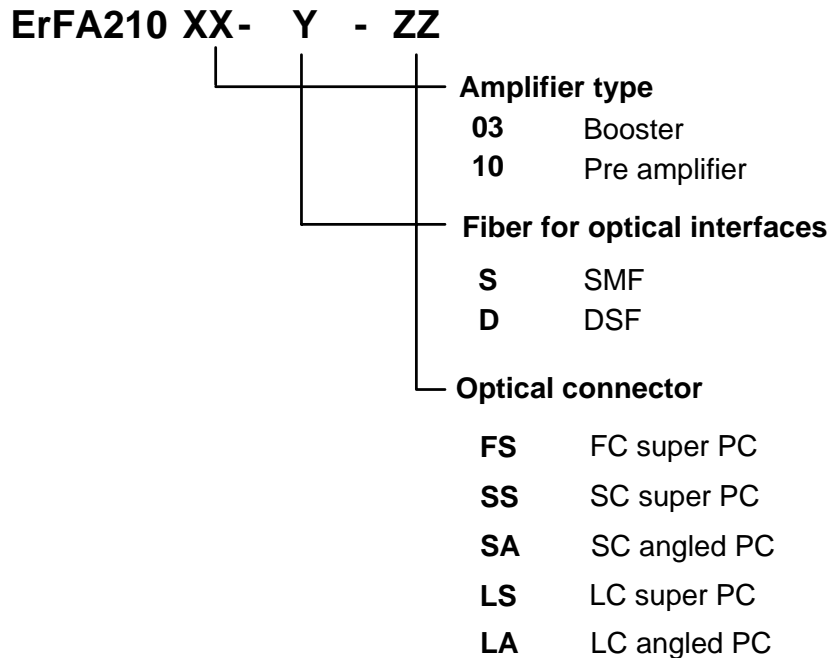 ErFA210 XX- Y - ZZ
Amplifier type
03 Booster
10 Pre amplifier
Fiber for optical interfaces
S SMF
D DSF
Optical connector
FS FC super PC
SS SC super PC
SA SC angled PC
LS LC super PC
LA LC angled PC